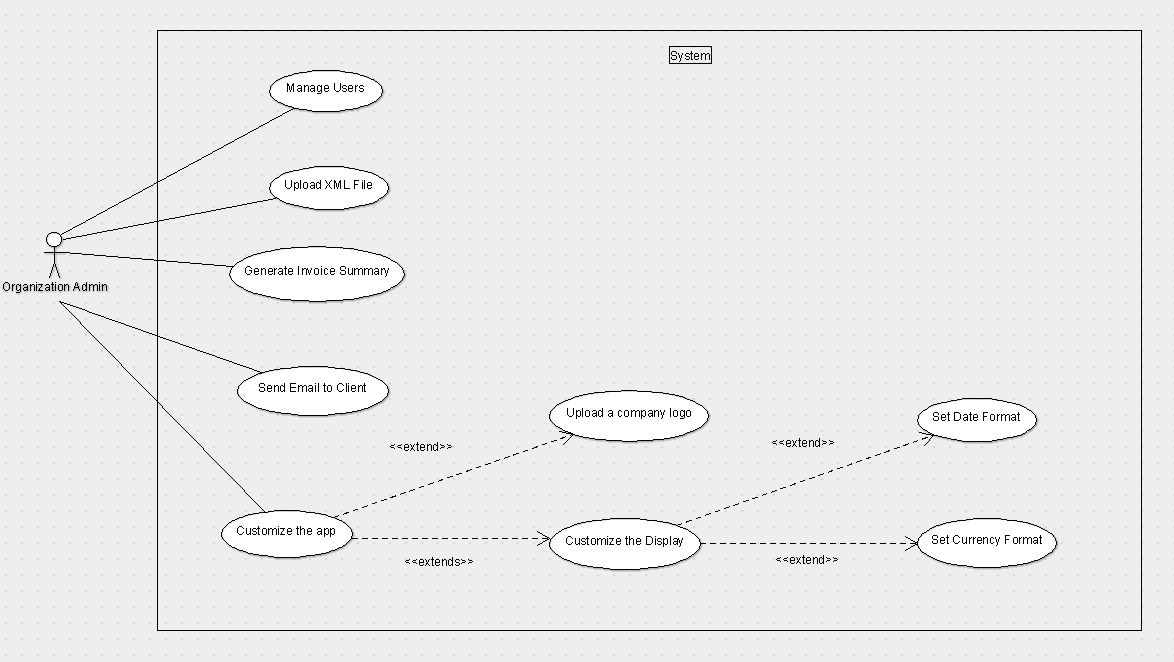 System
Manage Users
Upload XML File
Generate Invoice Summary
Organization Admin
Send Email to Client
Upload a company logo
Set Date Format
<<extend>>
<<extend>>
Customize the app
Customize the Display
Set Currency Format
<<extends>>
<<extend>>